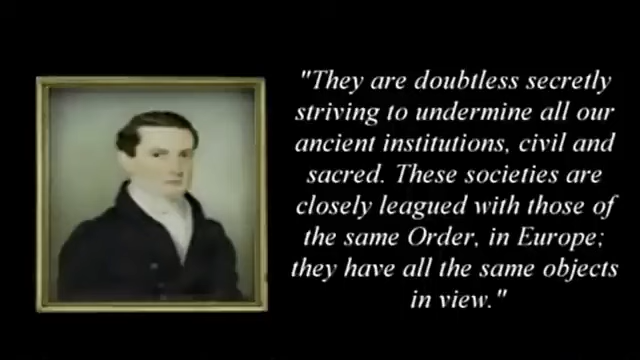 "They are doubtless secretly
striving to undermine all our
ancient institutions, civil and
sacred. These societies are
closely leagued with those of
the same Order, in Europe;
they have all the same objects
in view."